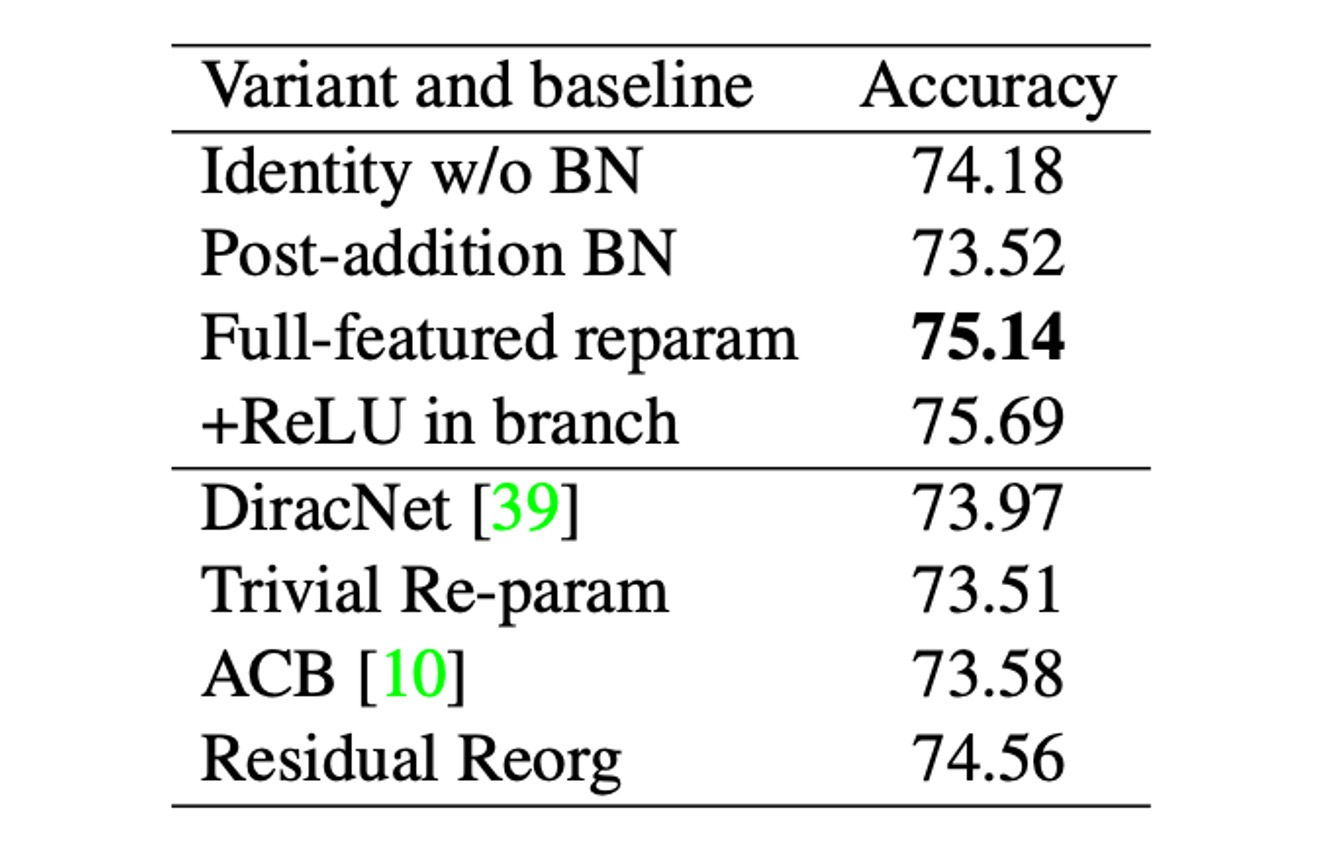 Variant and baseline Accuracy
Identity w/o BN 74.18
Post-addition BN 73.52
Full-featured reparam 75.14
+ReLU in branch 75.69
DiracNet [39] 73.97
Trivial Re-param 73.51
ACB [10] 73.58
Residual Reorg 74.56